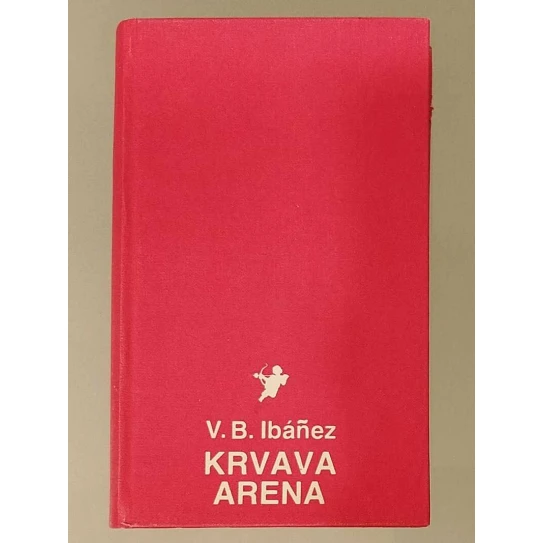 V. B. Ibáñez
KRVAVA
ARENA